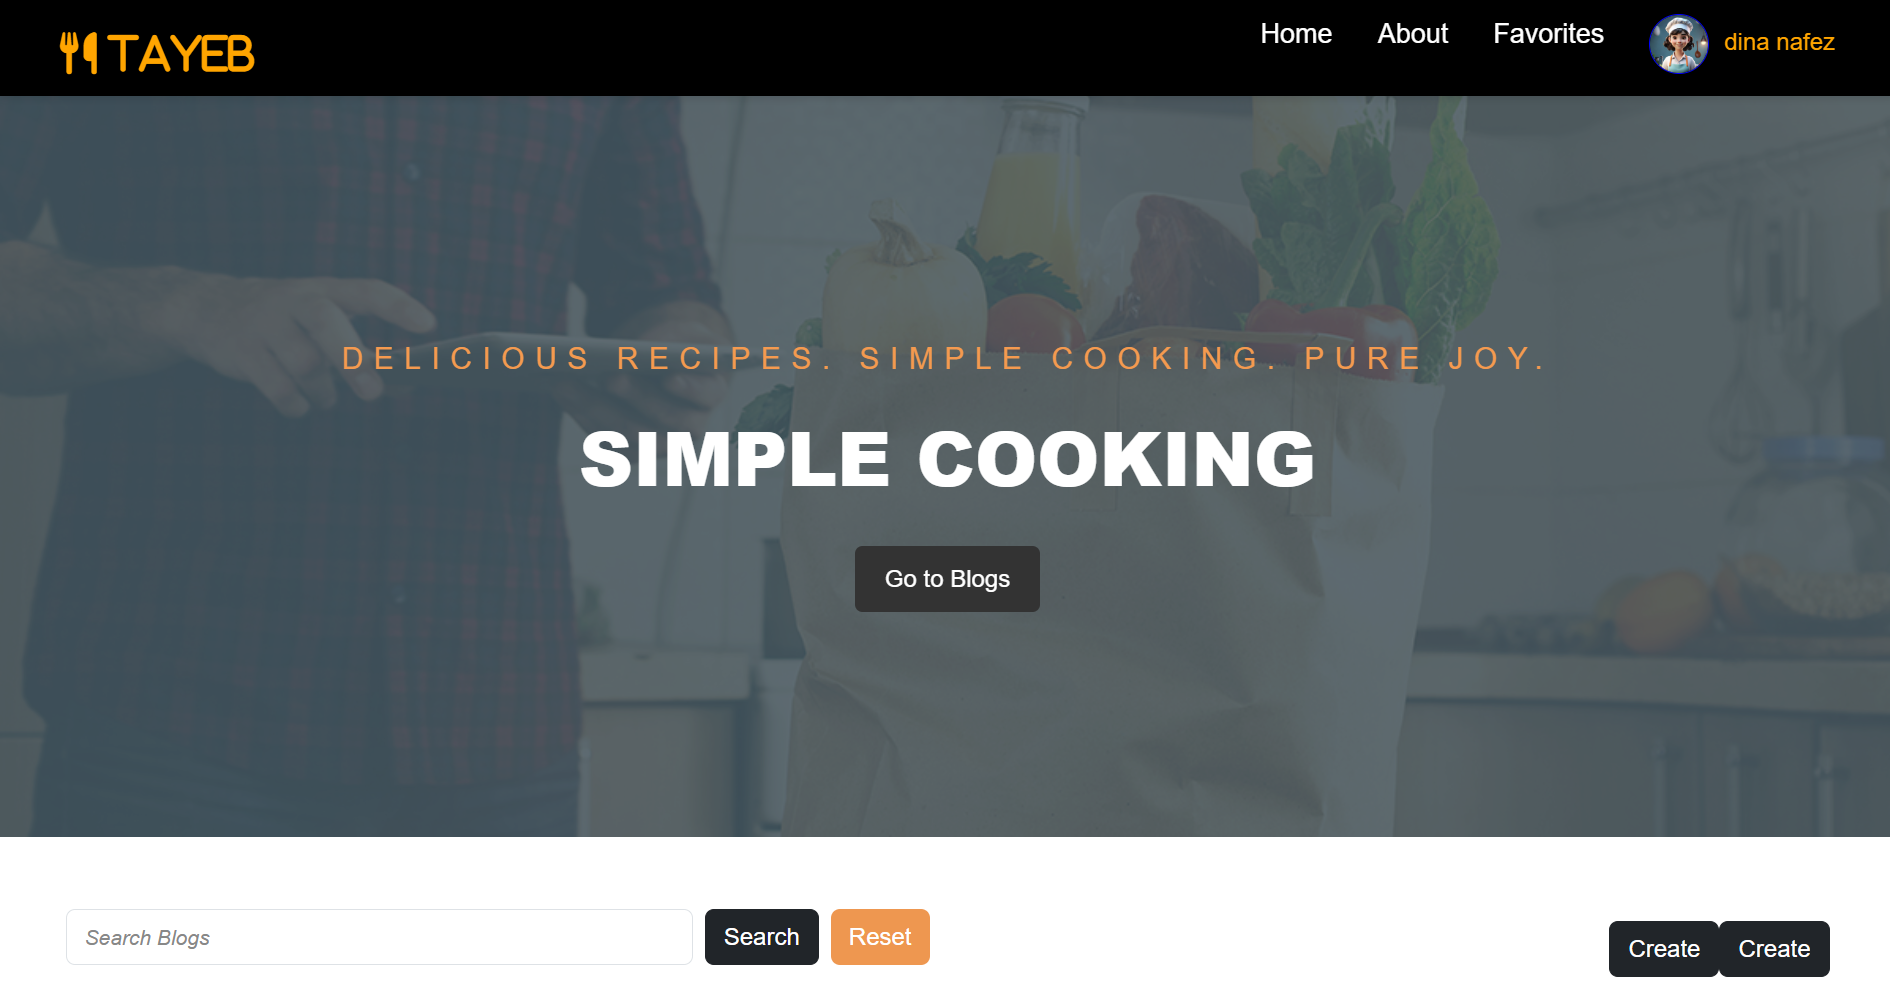 TAYEB
Home About Favorites dina nafez
DELICIOUS RECIPES. SIMPLE COOKING. PURE JOY.
SIMPLE COOKING
Go to Blogs
Search Blogs Search Reset Create Create